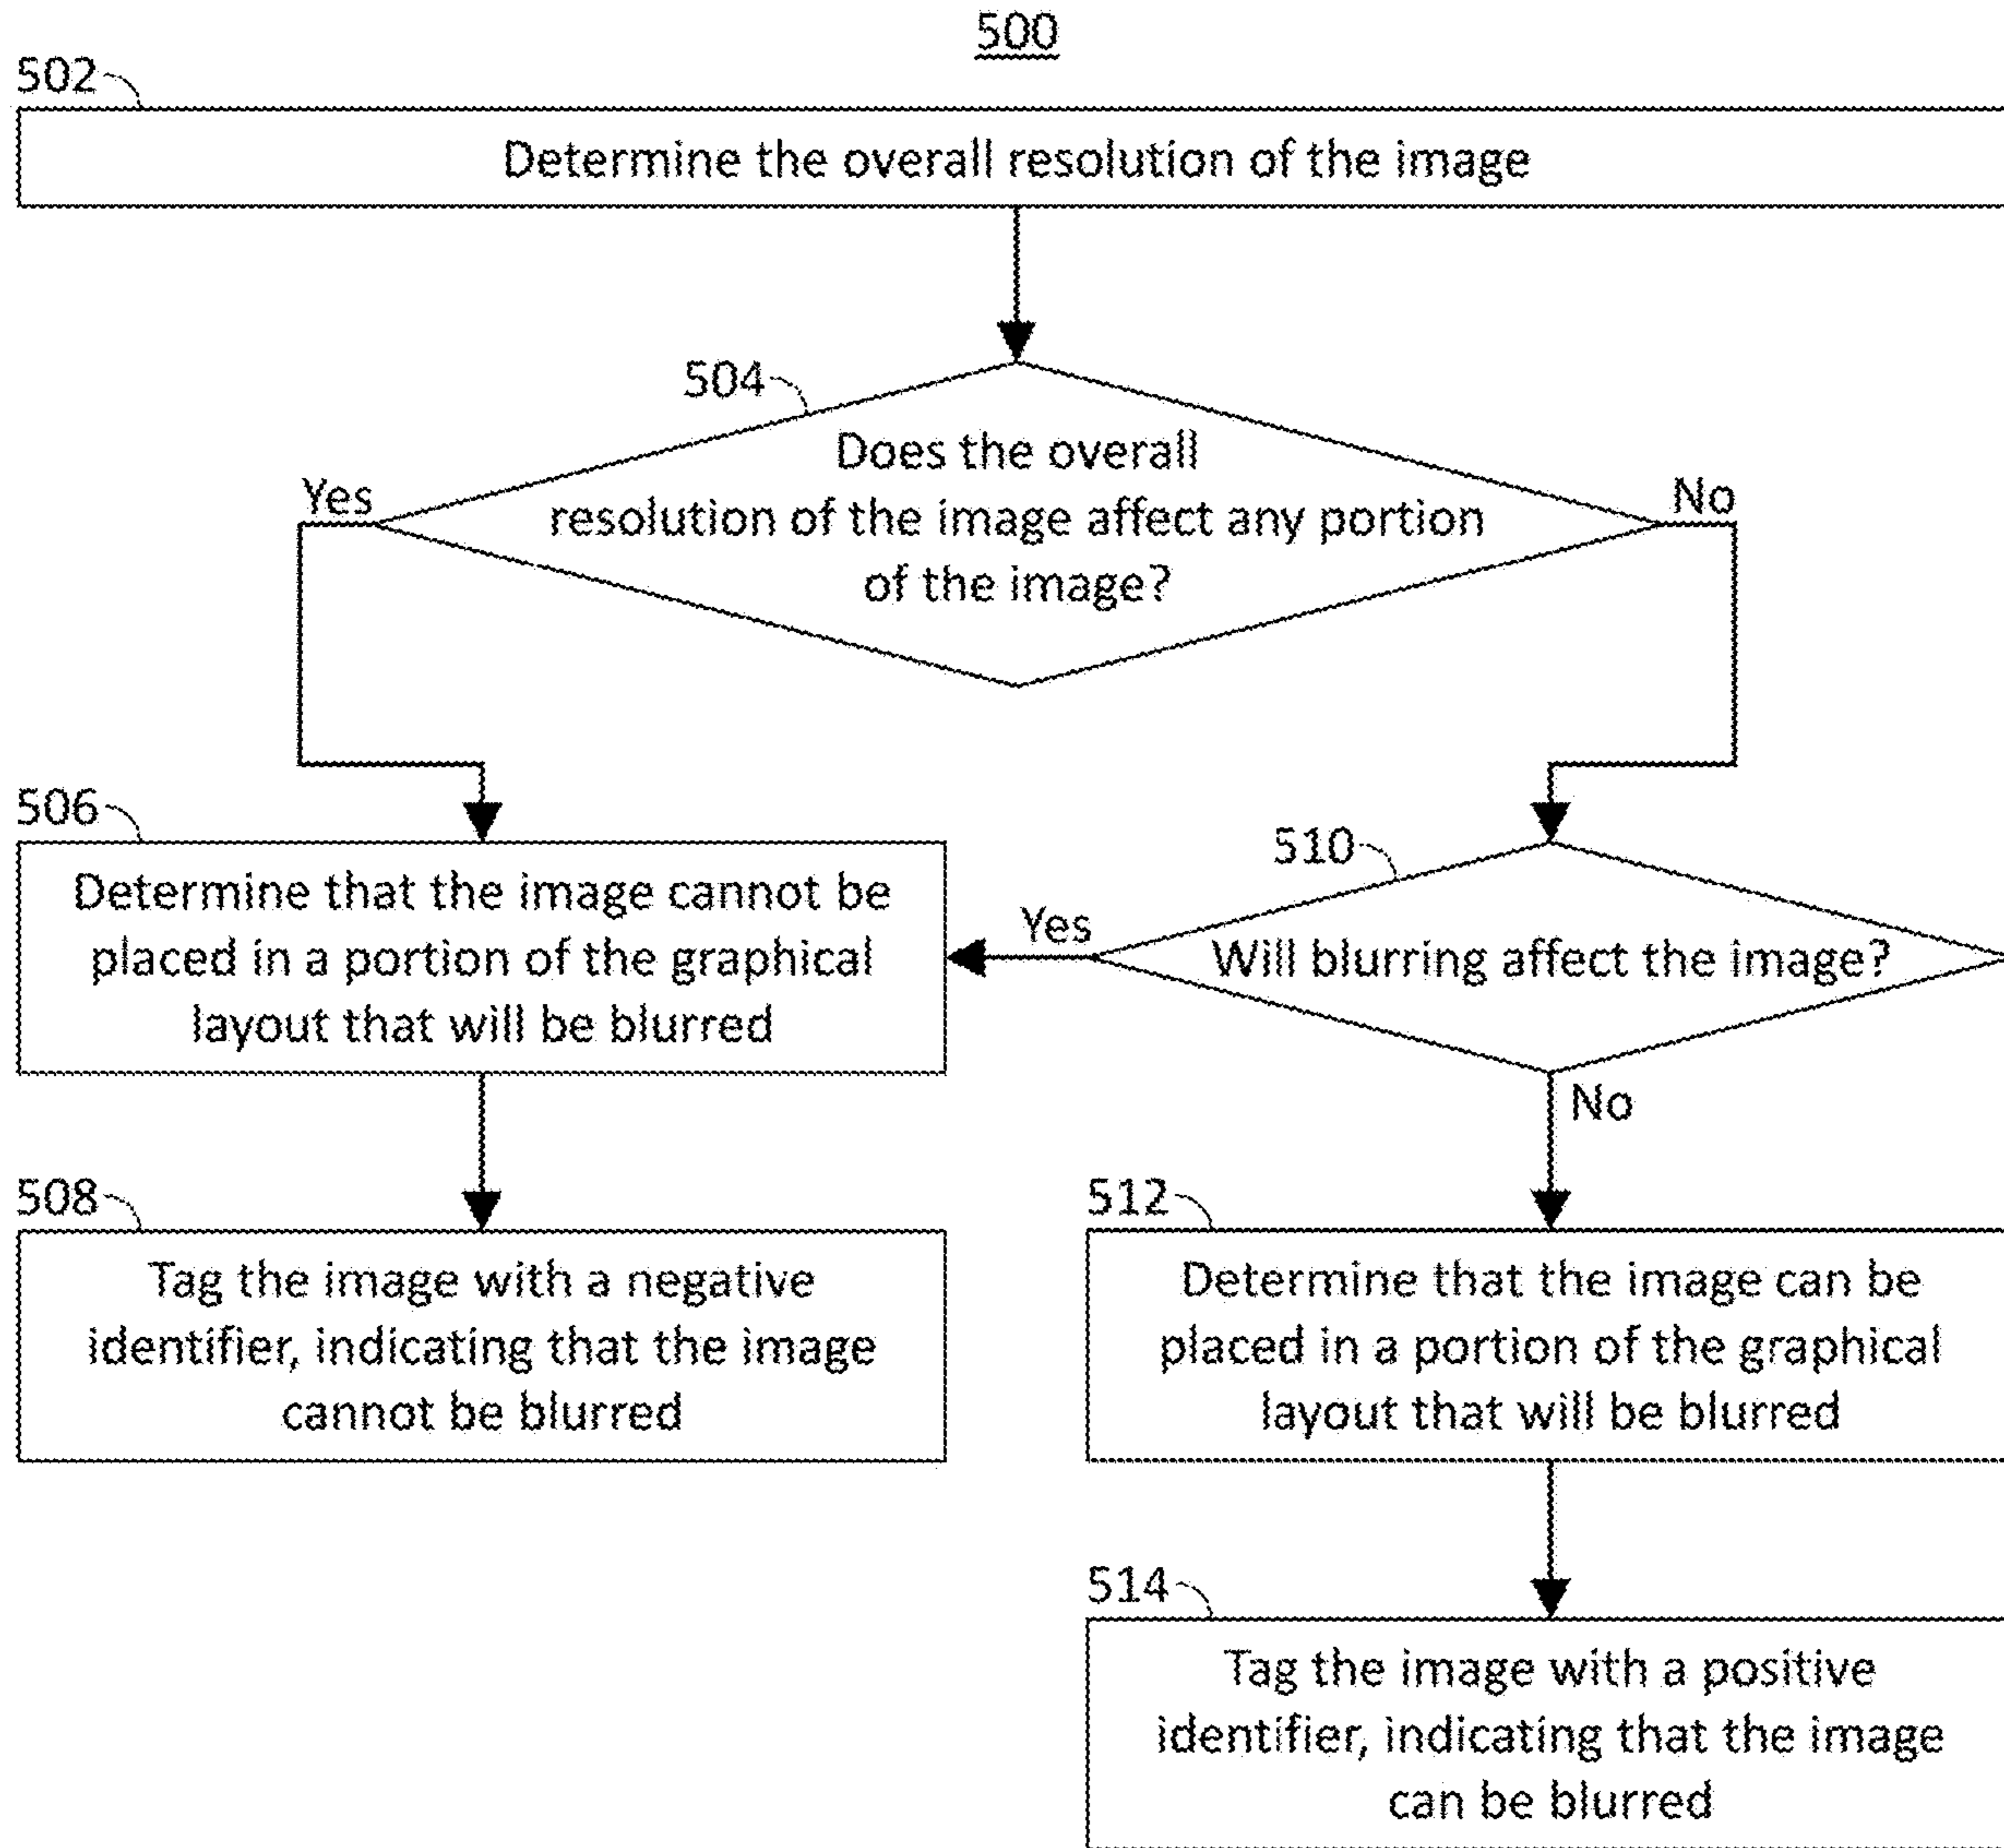 500
502
Determine the overall resolution of the image
504
Does the overall
resolution of the image affect any portion
of the image?
Yes
No
506
Determine that the image cannot be
placed in a portion of the graphical
layout that will be blurred
510
Yes
Will blurring affect the image?
No
508
Tag the image with a negative
identifier, indicating that the image
cannot be blurred
512
Determine that the image can be
placed in a portion of the graphical
layout that will be blurred
514
Tag the image with a positive
identifier, indicating that the image
can be blurred